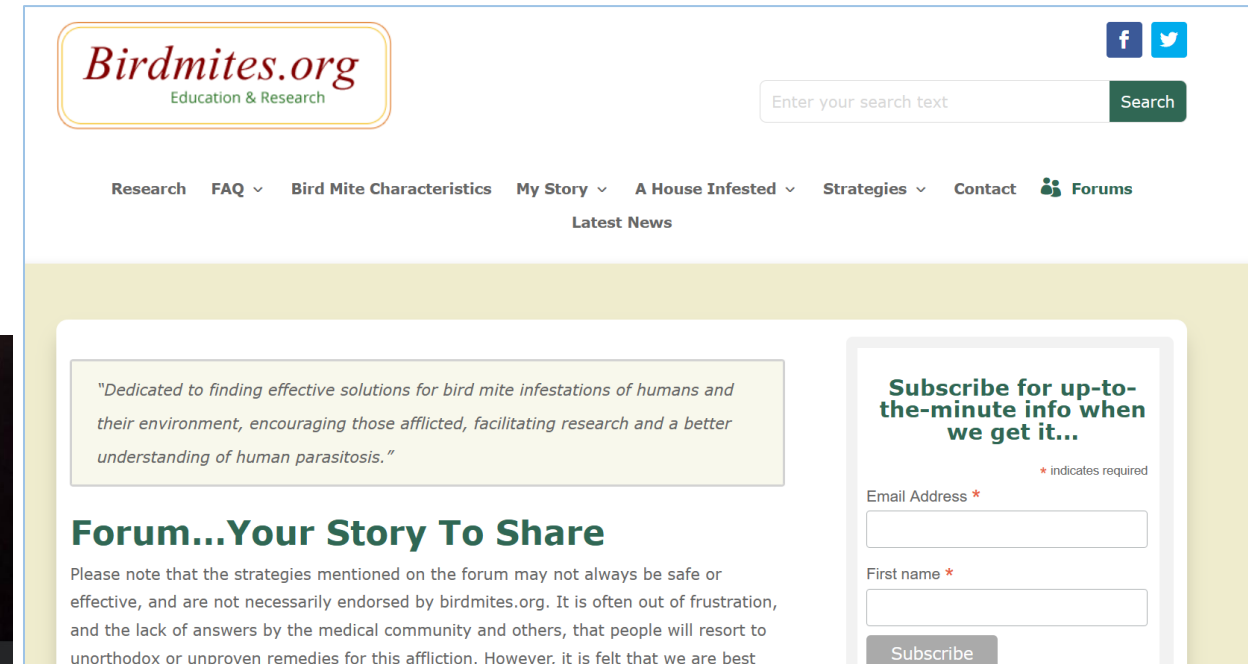 Birdmites.org
Education & Research
f
Enter your search text
Search
Research FAQ Bird Mite Characteristics My Story A House Infested Strategies Contact Forums
Latest News
"Dedicated to finding effective solutions for bird mite infestations of humans and
their environment, encouraging those afflicted, facilitating research and a better
understanding of human parasitosis."
Forum...Your Story To Share
Please note that the strategies mentioned on the forum may not always be safe or
effective, and are not necessarily endorsed by birdmites.org. It is often out of frustration,
and the lack of answers by the medical community and others, that people will resort to
unorthodox or unproven remedies for this affliction. However, it is felt that we are best
Subscribe for up-to-
the-minute info when
we get it...
* indicates required
Email Address *
First name *
Subscribe